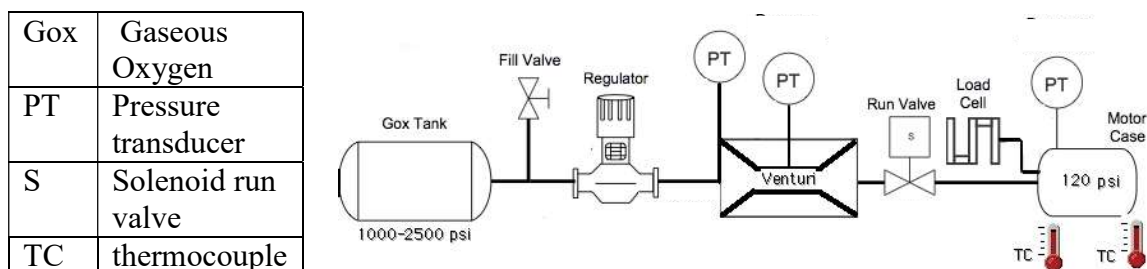 Gox Gaseous
Oxygen
PT Pressure
transducer
S Solenoid run
valve
TC thermocouple
Fill Valve
Regulator
Gox Tank
1000-2500 psi
PT
PT
Venturi
Run Valve
s
Load
Cell
PT
Motor
Case
120 psi
TC
TC